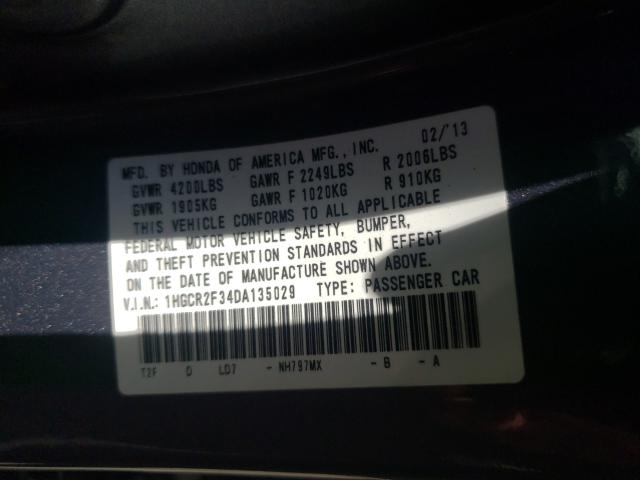 MFD. BY HONDA OF AMERICA MFG., INC. 02/'13
GVWR 4200LBS GAWR F 2249LBS R 2006LBS
GVWR 1905KG GAWR F 1020KG R 910KG
THIS VEHICLE CONFORMS TO ALL APPLICABLE
FEDERAL MOTOR VEHICLE SAFETY, BUMPER,
AND THEFT PREVENTION STANDARDS IN EFFECT
ON THE DATE OF MANUFACTURE SHOWN ABOVE.
V.I.N.: 1HGCR2F34DA135029 TYPE: PASSENGER CAR
T2F D LD7 - NH797MX - B - A